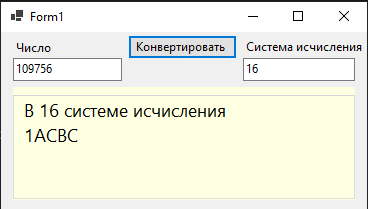 Form1
Число
Конвертировать
Система исчисления
109756
16
В 16 системе исчисления
1ACBC